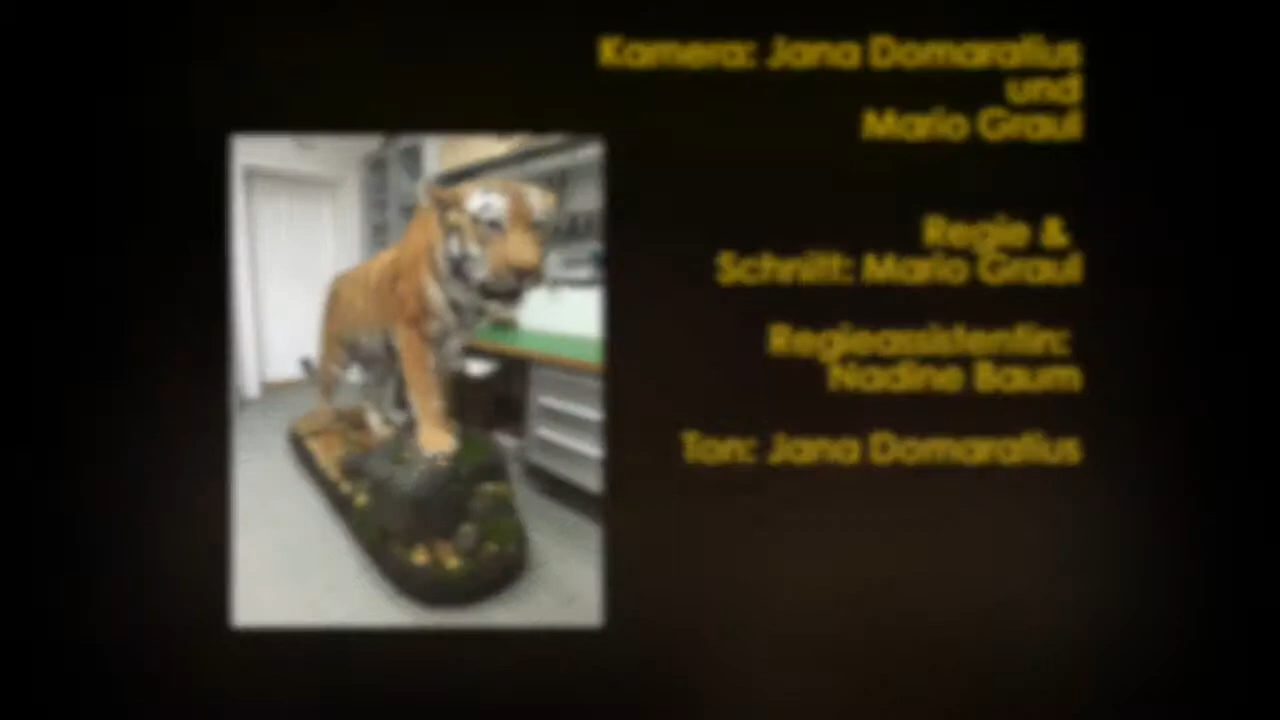 Kamera: Jana Domaratius
und
Mario Graul
Regie &
Schnitt: Mario Graul
Regieassistentin:
Nadine Baum
Ton: Jana Domaratius